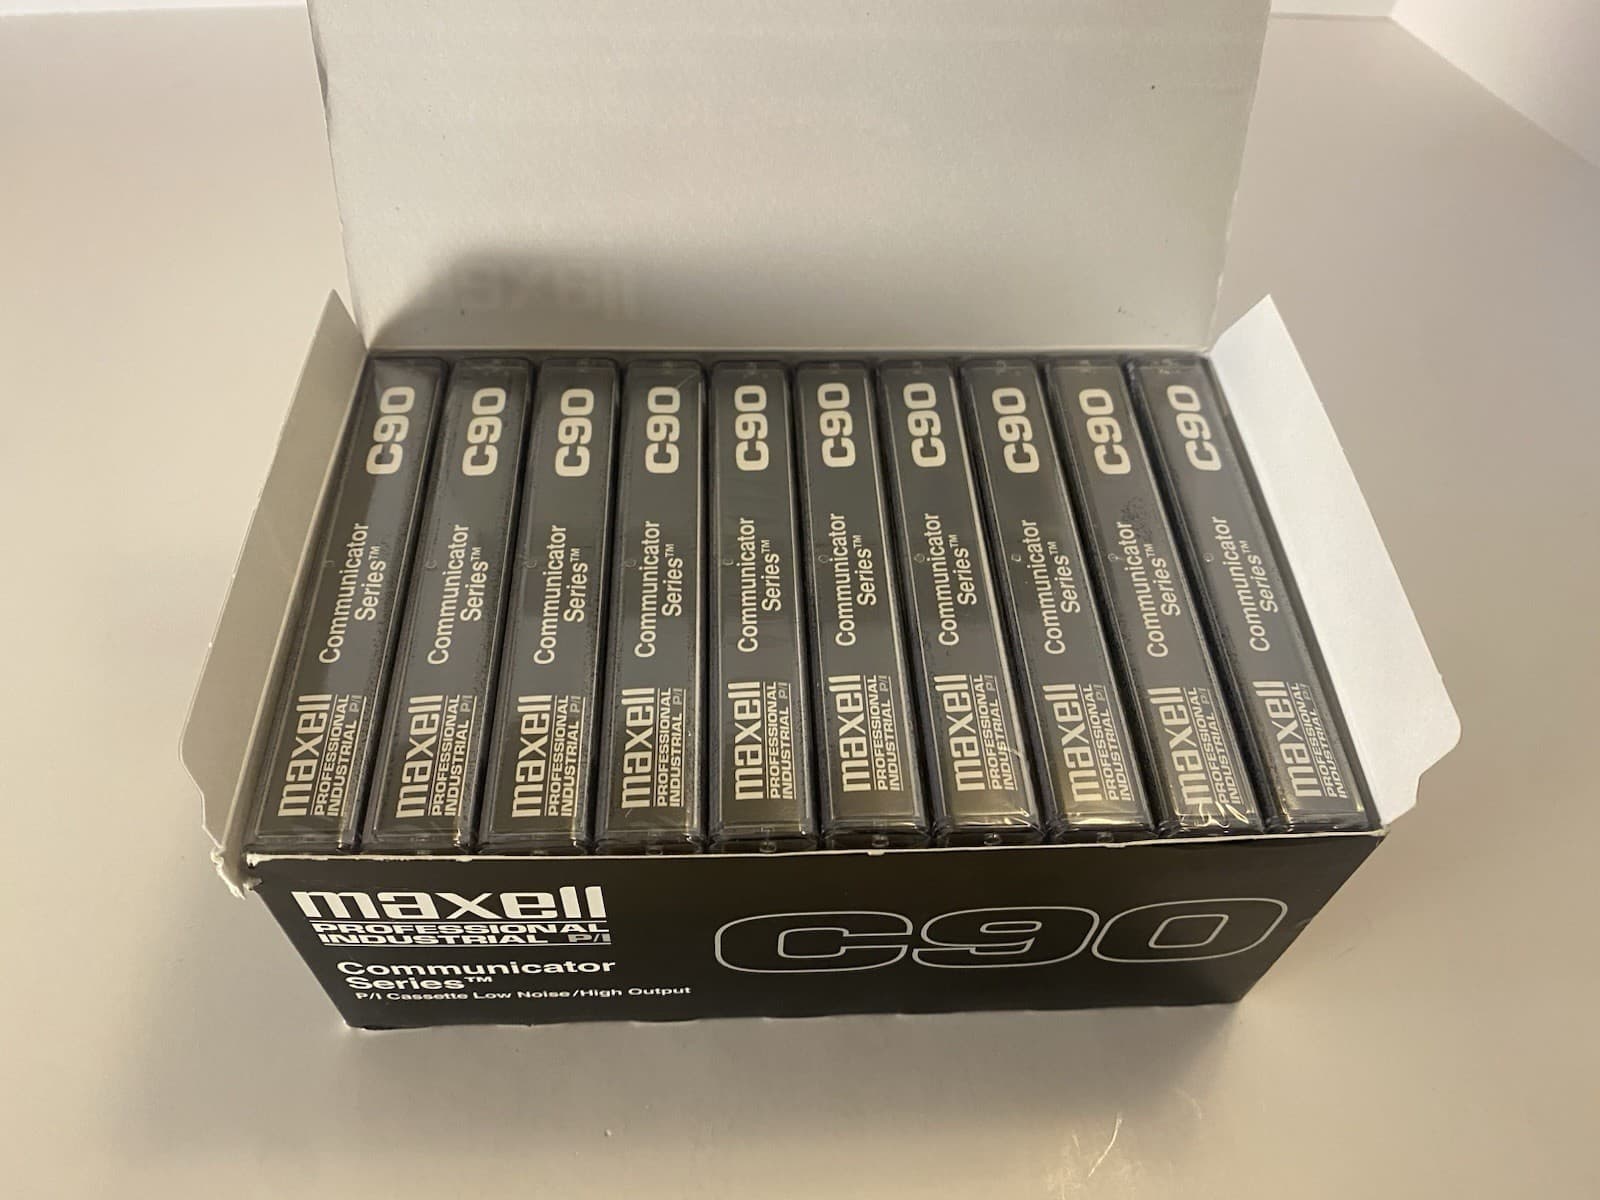 maxell
PROFESSIONAL
INDUSTRIAL P/I
Communicator
Series™
C90
maxell
PROFESSIONAL
INDUSTRIAL P/I
Communicator
Series™
C90
maxell
PROFESSIONAL
INDUSTRIAL P/I
Communicator
Series™
C90
maxell
PROFESSIONAL
INDUSTRIAL P/I
Communicator
Series™
C90
maxell
PROFESSIONAL
INDUSTRIAL P/I
Communicator
Series™
C90
maxell
PROFESSIONAL
INDUSTRIAL P/I
Communicator
Series™
C90
maxell
PROFESSIONAL
INDUSTRIAL P/I
Communicator
Series™
C90
maxell
PROFESSIONAL
INDUSTRIAL P/I
Communicator
Series™
C90
maxell
PROFESSIONAL
INDUSTRIAL P/I
Communicator
Series™
C90
maxell
PROFESSIONAL
INDUSTRIAL P/I
Communicator
Series™
C90
maxell
PROFESSIONAL
INDUSTRIAL P/I
Communicator
Series™
P/I Cassette Low Noise/High Output
C90